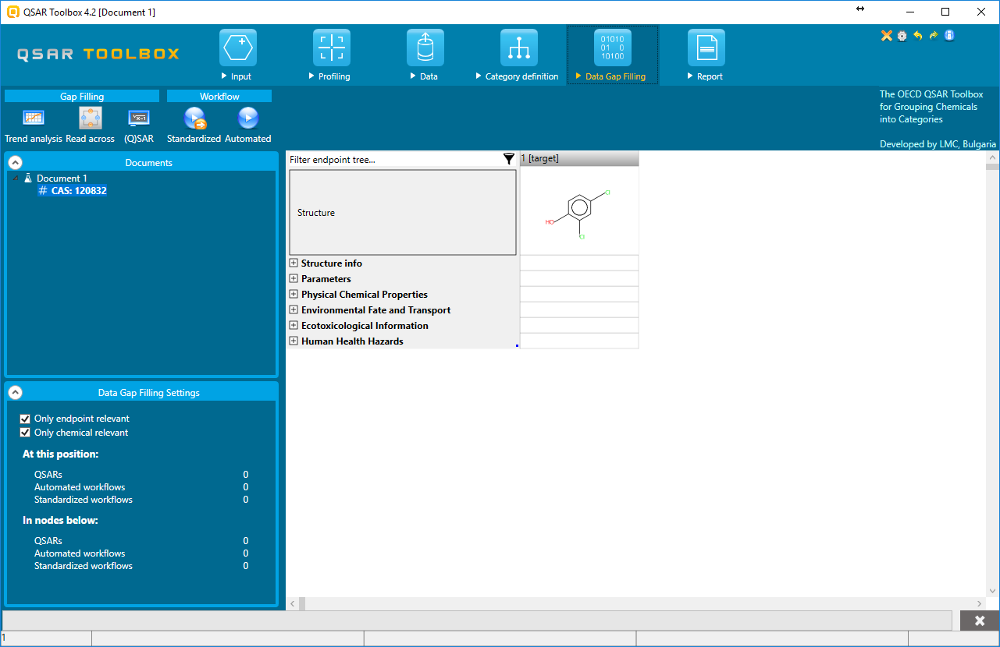 QSAR Toolbox 4.2 [Document 1]
QSAR TOOLBOX
Input
Profiling
Data
Category definition
01010
01 0
10100
Data Gap Filling
Report
Gap Filling
Workflow
Trend analysis Read across (Q)SAR Standardized Automated
The OECD QSAR Toolbox
for Grouping Chemicals
into Categories
Developed by LMC, Bulgaria
Documents
Document 1
# CAS: 120832
Data Gap Filling Settings
Only endpoint relevant
Only chemical relevant
At this position:
QSARs 0
Automated workflows 0
Standardized workflows 0
In nodes below:
QSARs 0
Automated workflows 0
Standardized workflows 0
Filter endpoint tree...
1 [target]
Structure
Cl
HO
Cl
Structure info
Parameters
Physical Chemical Properties
Environmental Fate and Transport
Ecotoxicological Information
Human Health Hazards
1